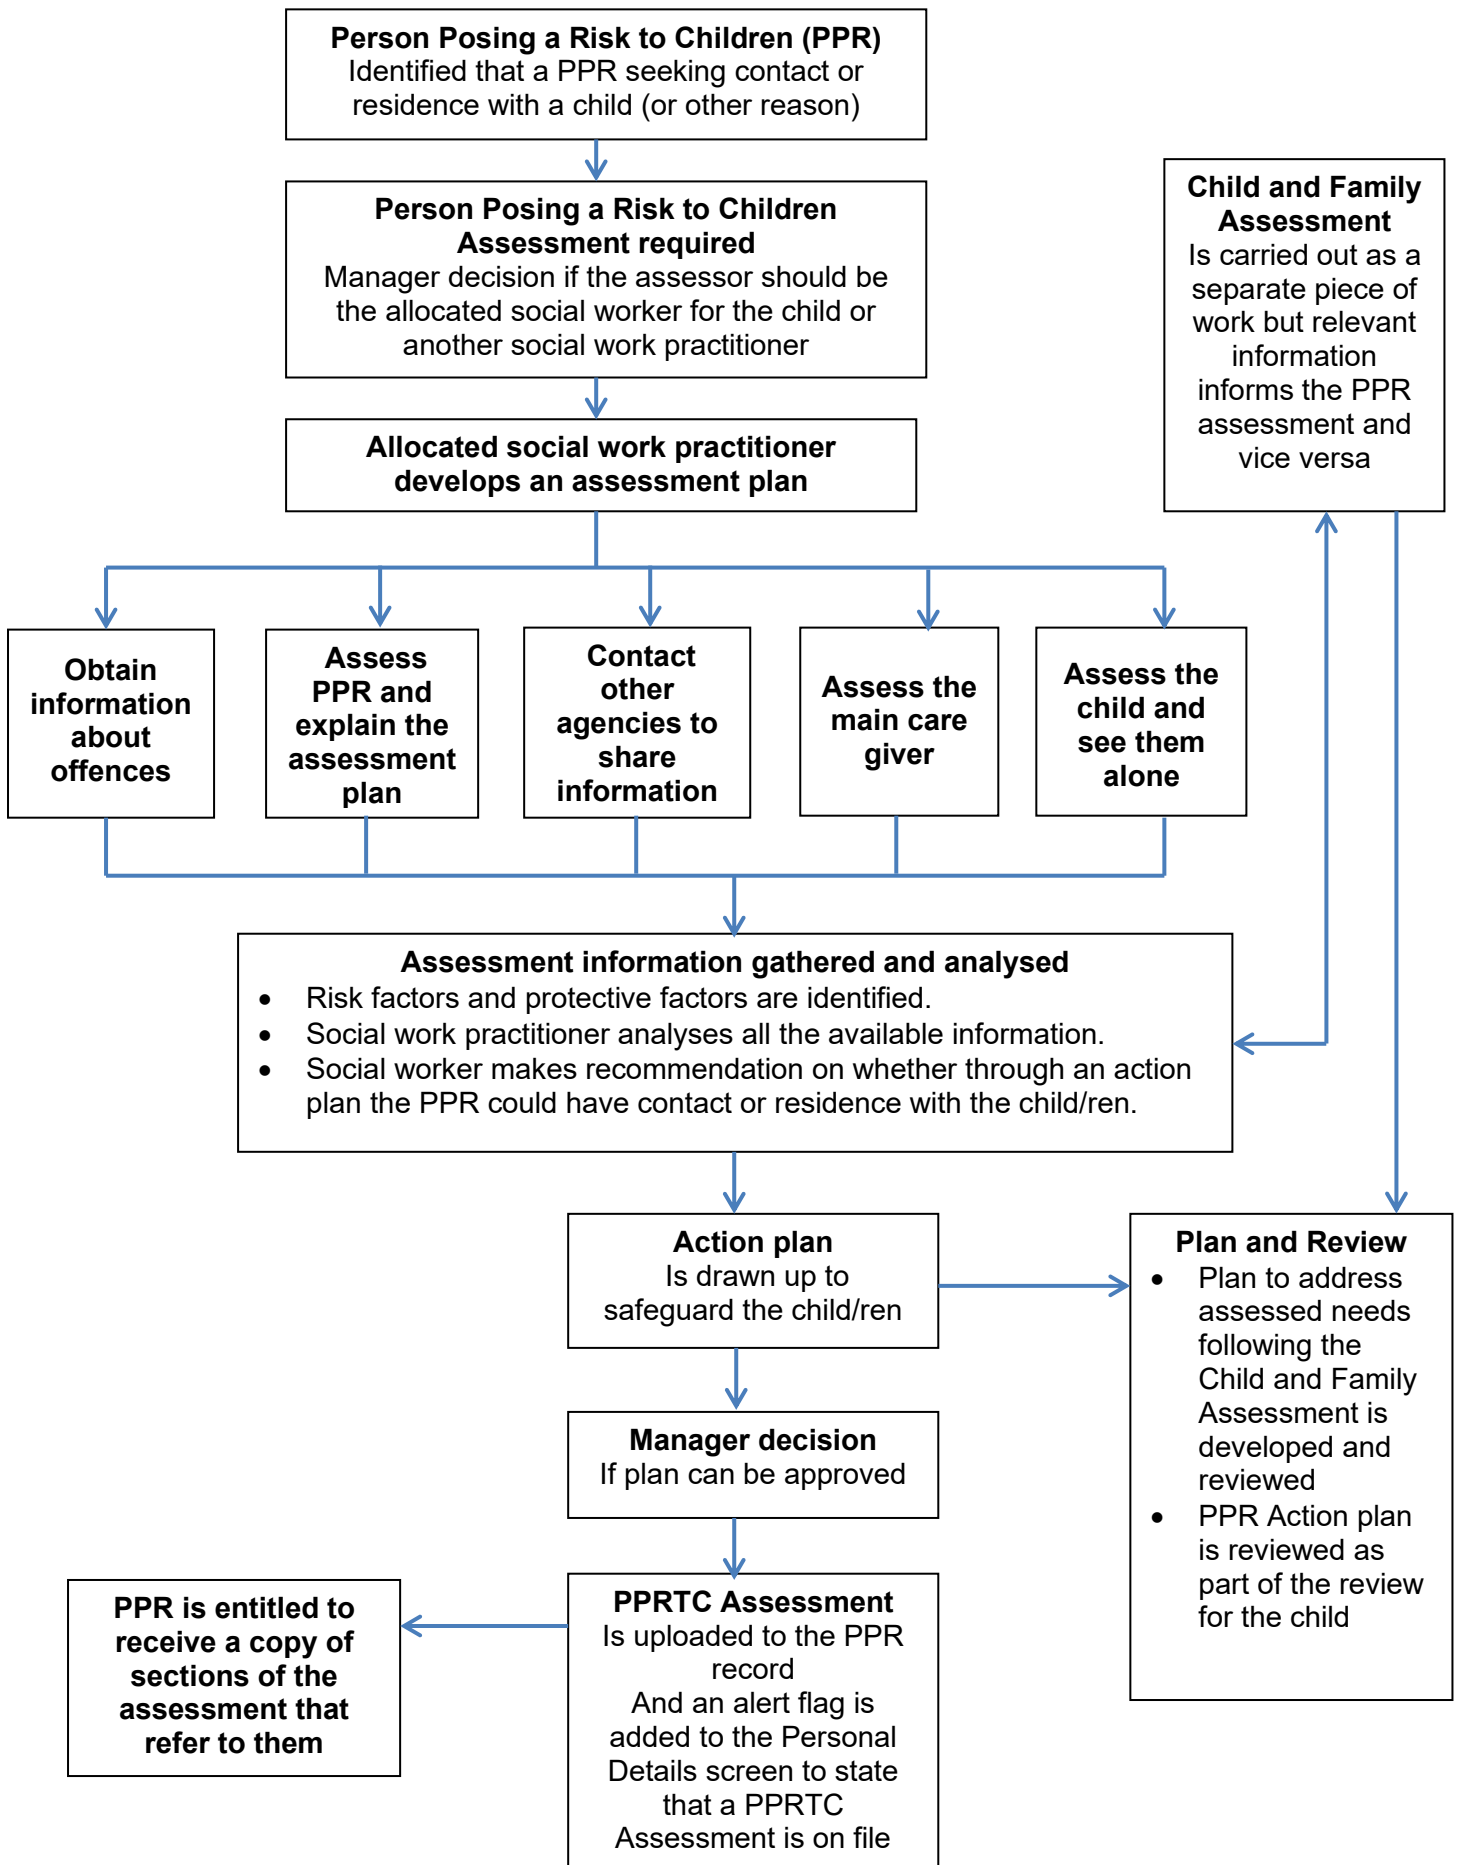 Person Posing a Risk to Children (PPR)
Identified that a PPR seeking contact or
residence with a child (or other reason)
Person Posing a Risk to Children
Assessment required
Manager decision if the assessor should be
the allocated social worker for the child or
another social work practitioner
Child and Family
Assessment
Is carried out as a
separate piece of
work but relevant
information
informs the PPR
assessment and
vice versa
Allocated social work practitioner
develops an assessment plan
Obtain
information
about
offences
Assess
PPR and
explain the
assessment
plan
Contact
other
agencies to
share
information
Assess the
main care
giver
Assess the
child and
see them
alone
Assessment information gathered and analysed
• Risk factors and protective factors are identified.
• Social work practitioner analyses all the available information.
• Social worker makes recommendation on whether through an action
plan the PPR could have contact or residence with the child/ren.
Action plan
Is drawn up to
safeguard the child/ren
Plan and Review
• Plan to address
assessed needs
following the
Child and Family
Assessment is
developed and
reviewed
• PPR Action plan
is reviewed as
part of the review
for the child
Manager decision
If plan can be approved
PPRTC Assessment
Is uploaded to the PPR
record
And an alert flag is
added to the Personal
Details screen to state
that a PPRTC
Assessment is on file
PPR is entitled to
receive a copy of
sections of the
assessment that
refer to them